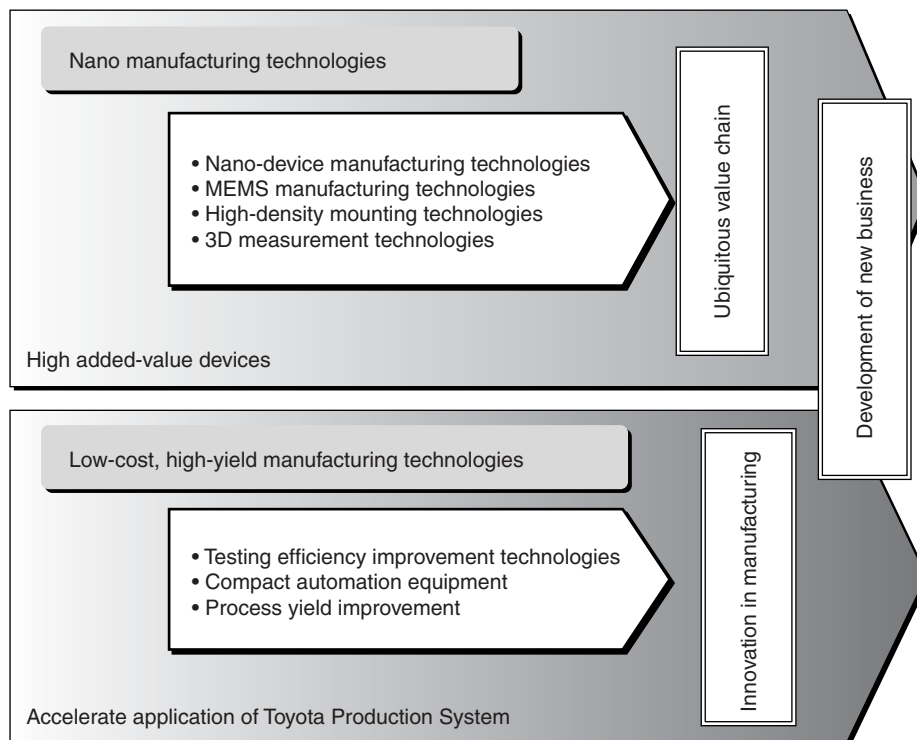 Nano manufacturing technologies
• Nano-device manufacturing technologies
• MEMS manufacturing technologies
• High-density mounting technologies
• 3D measurement technologies
Ubiquitous value chain
High added-value devices
Development of new business
Low-cost, high-yield manufacturing technologies
• Testing efficiency improvement technologies
• Compact automation equipment
• Process yield improvement
Innovation in manufacturing
Accelerate application of Toyota Production System